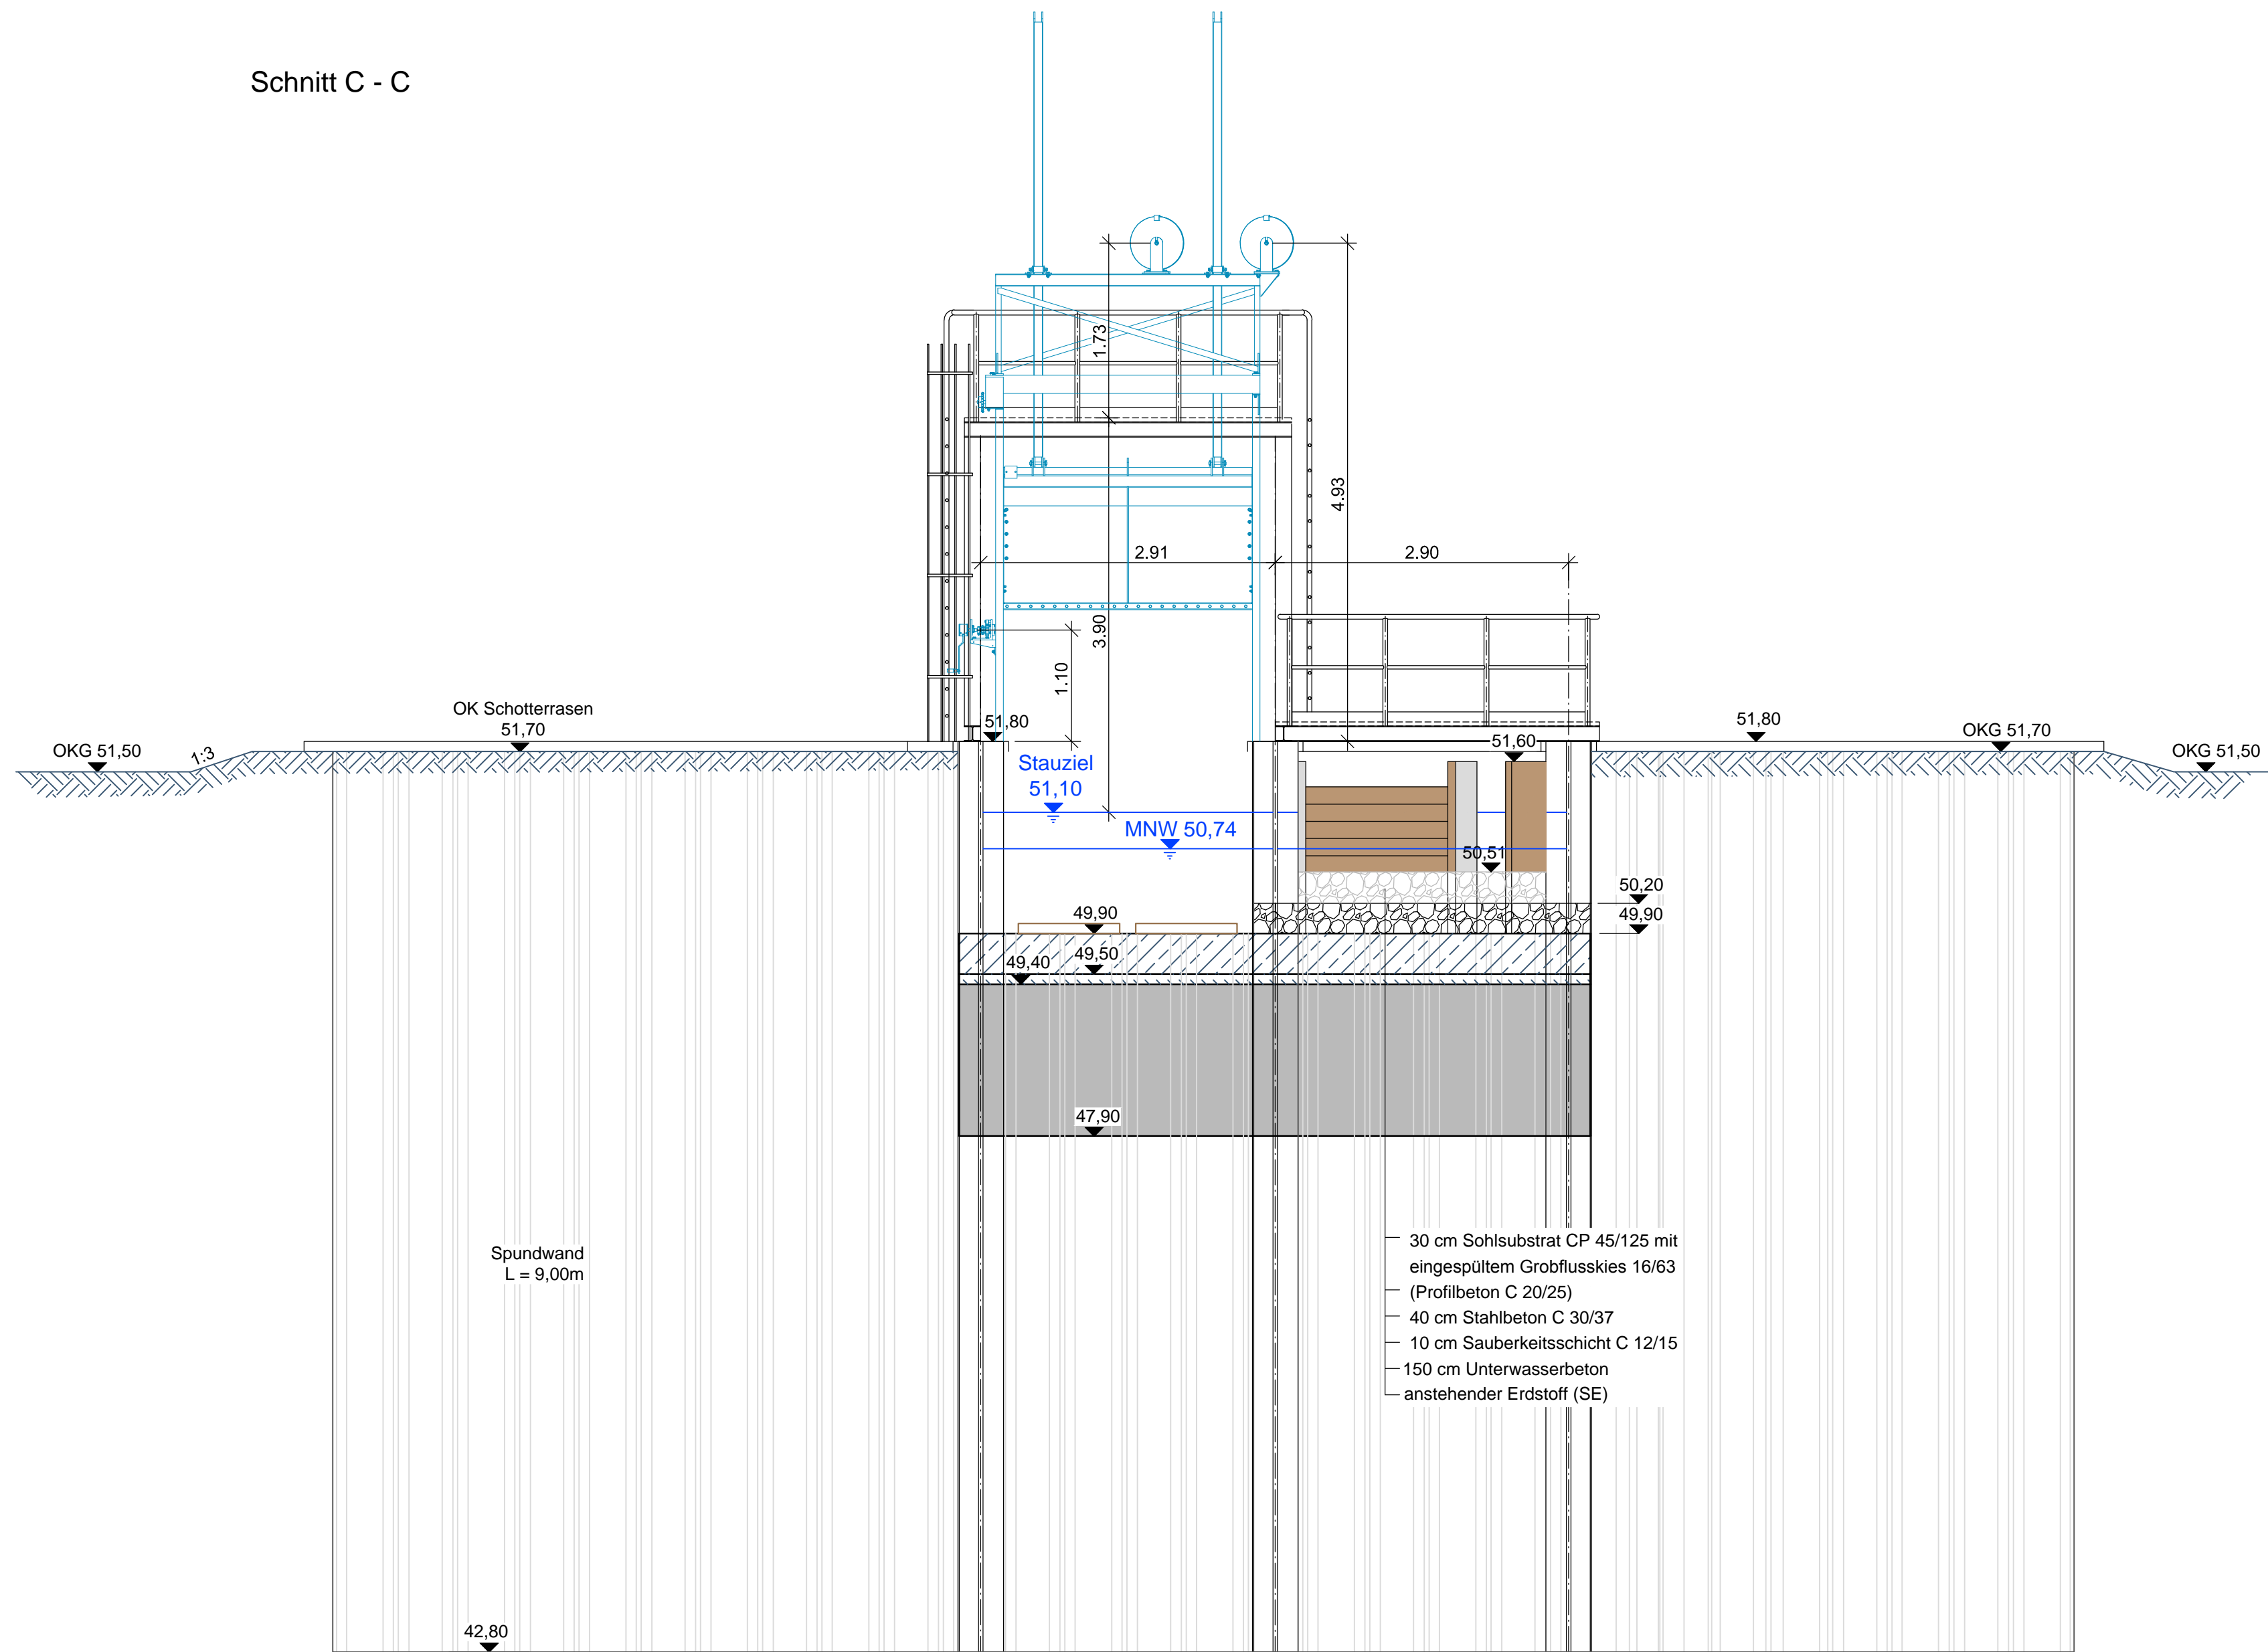 Schnitt C - C
1.73
4.93
2.91
2.90
3.90
1.10
OK Schotterrasen
51,70
OKG 51,50
1:3
51,80
Stauziel
51,10
MNW 50,74
51,60
51,80
OKG 51,70
OKG 51,50
50,51
50,20
49,90
49,90
49,50
49,40
47,90
Spundwand
L = 9,00m
30 cm Sohlsubstrat CP 45/125 mit
eingespültem Grobflusskies 16/63
(Profilbeton C 20/25)
40 cm Stahlbeton C 30/37
10 cm Sauberkeitsschicht C 12/15
150 cm Unterwasserbeton
anstehender Erdstoff (SE)
42,80